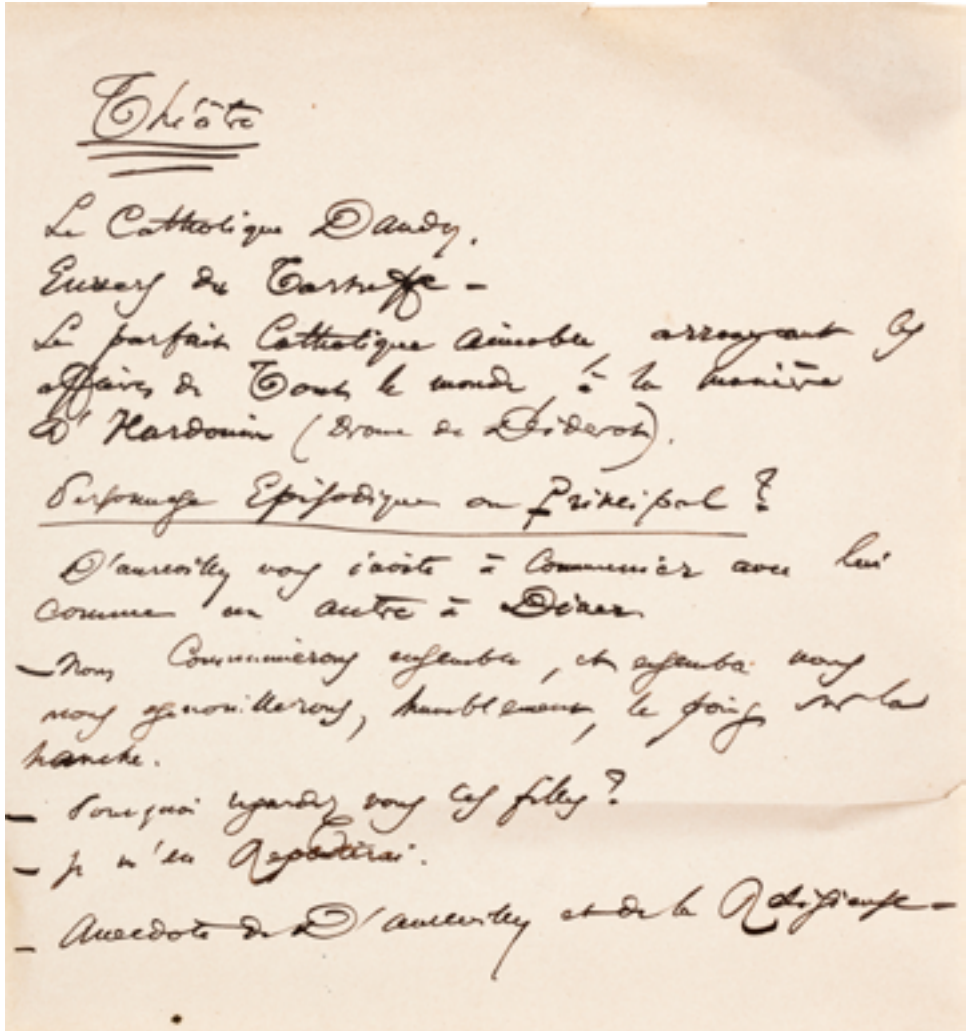 Théâtre
Le Catholique Dandy.
Envers du Tartuffe -
Le parfait Catholique aimable arrangeant les
affaires de Tout le monde à la manière
d'Hardouin (Drame de Diderot).
Personnage Episodique ou Principal ?
D'aurevilly vous invite à Communier avec lui
comme un autre à Diner
– Nous Communierons ensemble, et ensemble nous
nous agenouillerons, humblement, le poing sur la
hanche.
– Pourquoi regardez vous ces filles ?
– Je m'en Repentirai.
– Anecdote de D'aurevilly et de la Religieuse –